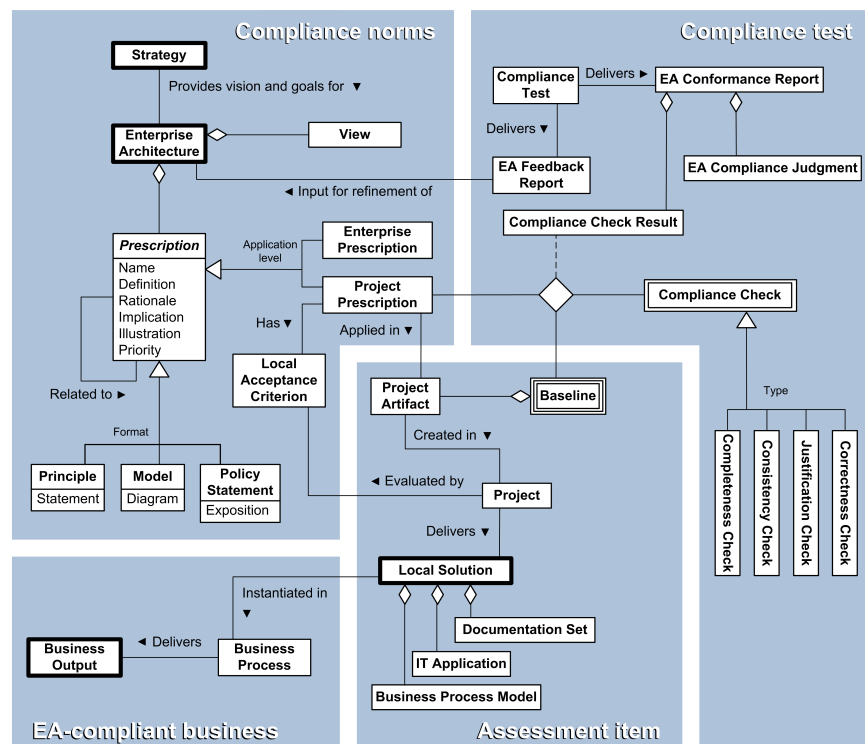 Compliance norms
Strategy
Provides vision and goals for ▼
Enterprise
Architecture
View
◄ Input for refinement of
Prescription
Name
Definition
Rationale
Implication
Illustration
Priority
Application
level
Enterprise
Prescription
Project
Prescription
Has ▼
Applied in ▼
Local
Acceptance
Criterion
Related to ►
Format
Principle
Statement
Model
Diagram
Policy
Statement
Exposition
Compliance test
Compliance
Test
Delivers ►
EA Conformance Report
Delivers ▼
EA Feedback
Report
EA Compliance Judgment
Compliance Check Result
Compliance Check
Type
Completeness Check
Consistency Check
Justification Check
Correctness Check
Project
Artifact
Baseline
Created in ▼
◄ Evaluated by
Project
Delivers ▼
Local Solution
Documentation Set
IT Application
Business Process Model
Assessment item
Instantiated in
▼
◄ Delivers
Business
Output
Business
Process
EA-compliant business